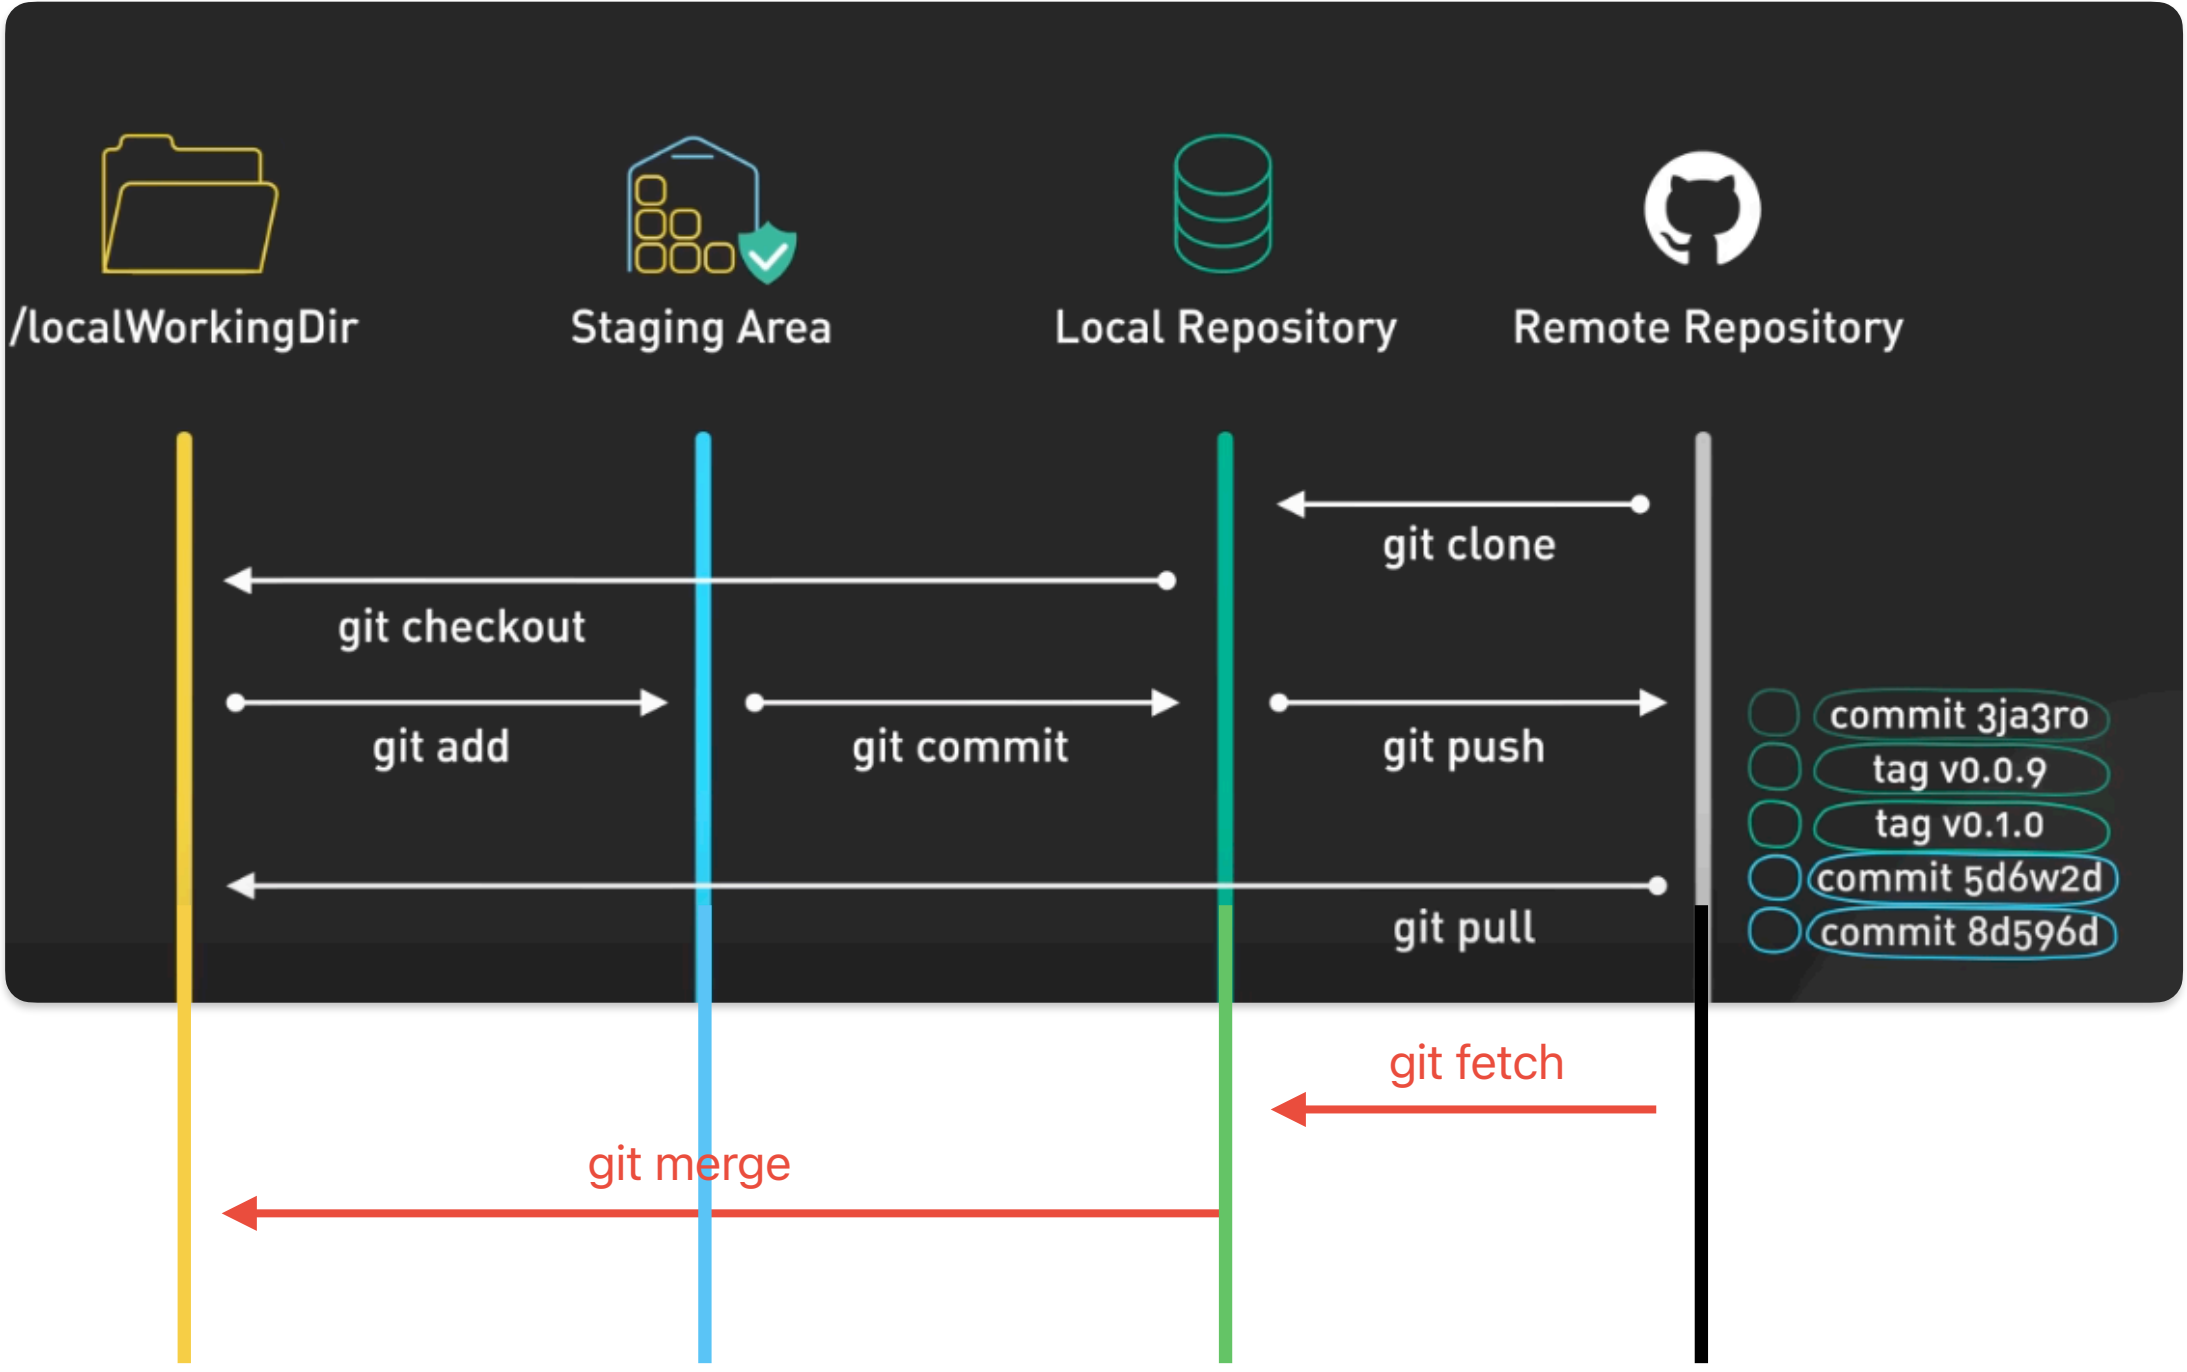 /localWorkingDir
Staging Area
Local Repository
Remote Repository
git clone
git checkout
git add
git commit
git push
commit 3ja3ro
tag v0.0.9
tag v0.1.0
commit 5d6w2d
commit 8d596d
git pull
git fetch
git merge